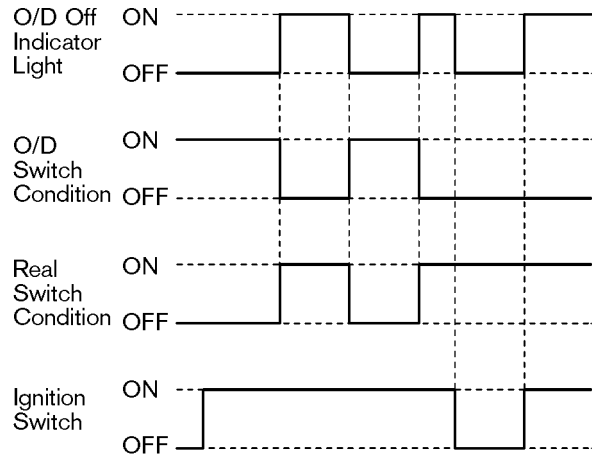 O/D Off
Indicator
Light
ON
OFF
O/D
Switch
Condition
ON
OFF
Real
Switch
Condition
ON
OFF
Ignition
Switch
ON
OFF